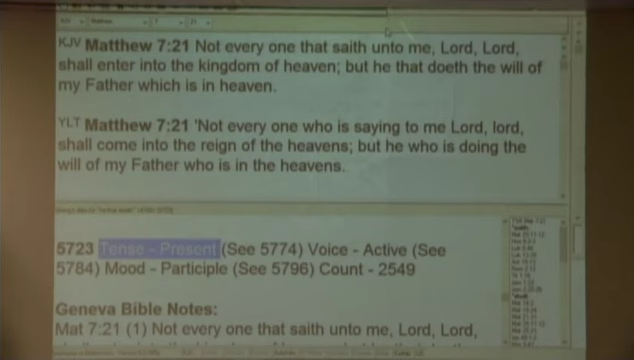 KJV Matthew 7:21 Not every one that saith unto me, Lord, Lord,
shall enter into the kingdom of heaven; but he that doeth the will of
my Father which is in heaven.
YLT Matthew 7:21 'Not every one who is saying to me Lord, lord,
shall come into the reign of the heavens; but he who is doing the
will of my Father who is in the heavens.
5723 Tense - Present (See 5774) Voice - Active (See
5784) Mood - Participle (See 5796) Count - 2549
Geneva Bible Notes:
Mat 7:21 (1) Not every one that saith unto me, Lord, Lord,